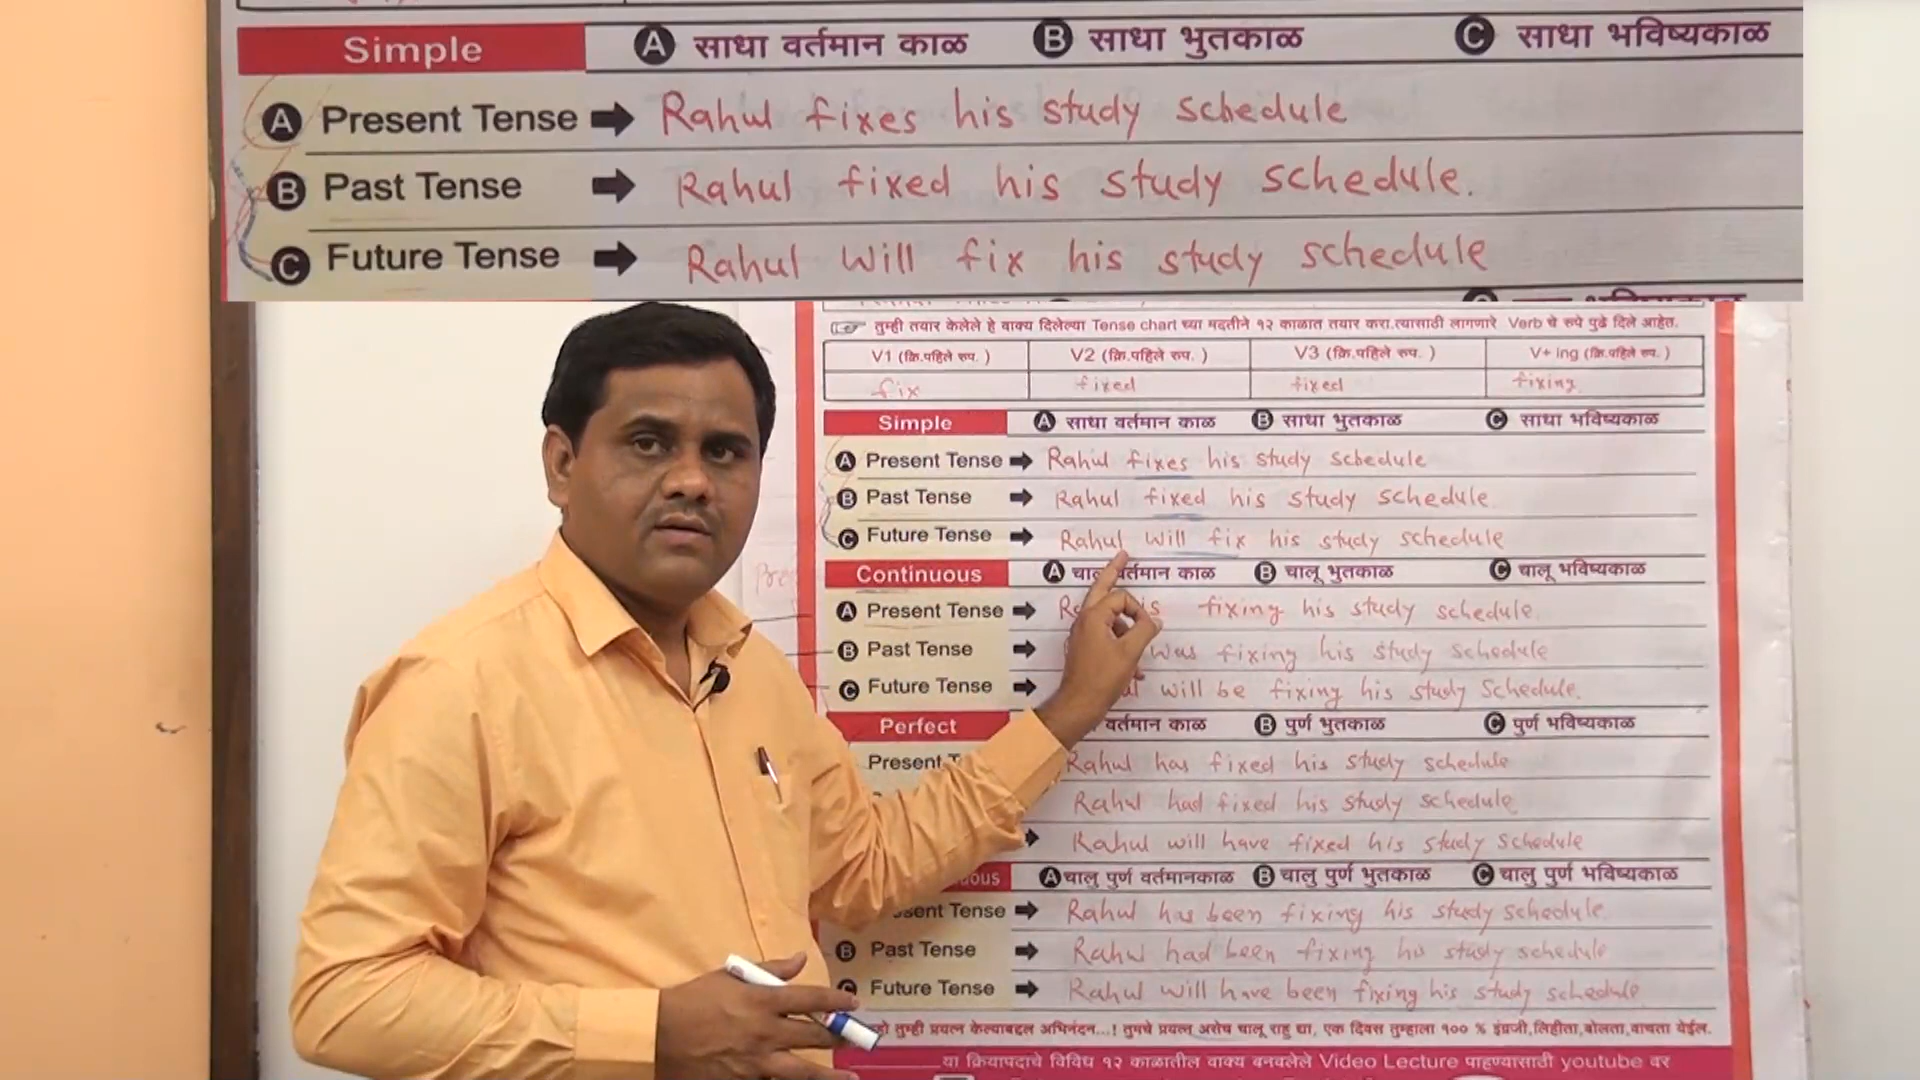 Simple A साधा वर्तमान काळ B साधा भुतकाळ C साधा भविष्यकाळ
A Present Tense ➡ Rahul fixes his study schedule
B Past Tense ➡ Rahul fixed his study schedule.
C Future Tense ➡ Rahul will fix his study schedule
☞ तुम्ही तयार केलेले हे वाक्य दिलेल्या Tense chart च्या मदतीने १२ काळात तयार करा.त्यासाठी लागणारे Verb चे रुपे पुढे दिले आहेत.
V1 (क्रि.पहिले रुप. ) V2 (क्रि.पहिले रुप. ) V3 (क्रि.पहिले रुप. ) V+ ing (क्रि.पहिले रुप. )
fix fixed fixed fixing
Simple A साधा वर्तमान काळ B साधा भुतकाळ C साधा भविष्यकाळ
A Present Tense ➡ Rahul fixes his study schedule
B Past Tense ➡ Rahul fixed his study schedule.
C Future Tense ➡ Rahul will fix his study schedule
Continuous A चालू वर्तमान काळ B चालू भुतकाळ C चालू भविष्यकाळ
A Present Tense ➡ is fixing his study schedule
B Past Tense ➡ was fixing his study schedule
C Future Tense ➡ will be fixing his study schedule.
Perfect वर्तमान काळ B पुर्ण भुतकाळ C पुर्ण भविष्यकाळ
Present Rahul has fixed his study schedule
Rahul had fixed his study schedule
➡ Rahul will have fixed his study schedule
A चालु पुर्ण वर्तमानकाळ B चालु पुर्ण भुतकाळ C चालु पुर्ण भविष्यकाळ
Tense ➡ Rahul has been fixing his study schedule.
B Past Tense ➡ Rahul had been fixing his study schedule
C Future Tense ➡ Rahul will have been fixing his study schedule
तुम्ही प्रयत्न केल्याबद्दल अभिनंदन...! तुमचे प्रयत्न असेच चालू राहु द्या, एक दिवस तुम्हाला १०० % इंग्रजी,लिहीता,बोलता,वाचता येईल.
या क्रियापदाचे विविध १२ काळातील वाक्य बनवलेले Video Lecture पाहण्यासाठी youtube वर